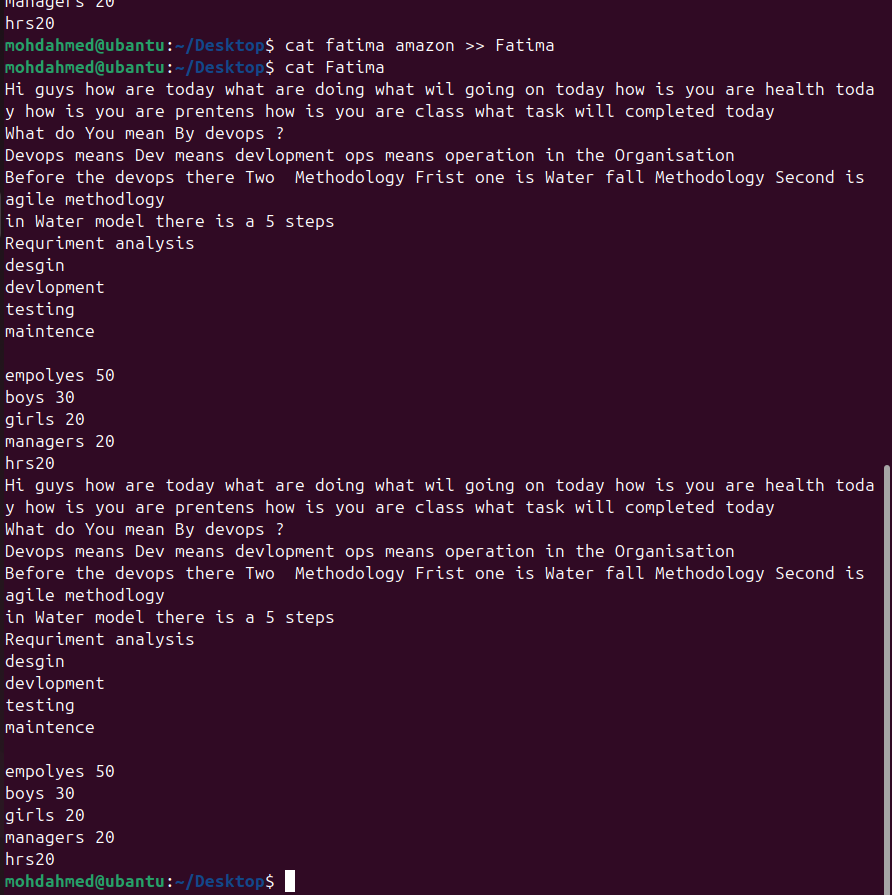 managers 20
hrs20
mohdahmed@ubantu:~/Desktop$ cat fatima amazon >> Fatima
mohdahmed@ubantu:~/Desktop$ cat Fatima
Hi guys how are today what are doing what wil going on today how is you are health toda
y how is you are prentens how is you are class what task will completed today
What do You mean By devops ?
Devops means Dev means devlopment ops means operation in the Organisation
Before the devops there Two  Methodology Frist one is Water fall Methodology Second is
agile methodlogy
in Water model there is a 5 steps
Requriment analysis
desgin
devlopment
testing
maintence

empolyes 50
boys 30
girls 20
managers 20
hrs20
Hi guys how are today what are doing what wil going on today how is you are health toda
y how is you are prentens how is you are class what task will completed today
What do You mean By devops ?
Devops means Dev means devlopment ops means operation in the Organisation
Before the devops there Two  Methodology Frist one is Water fall Methodology Second is
agile methodlogy
in Water model there is a 5 steps
Requriment analysis
desgin
devlopment
testing
maintence

empolyes 50
boys 30
girls 20
managers 20
hrs20
mohdahmed@ubantu:~/Desktop$